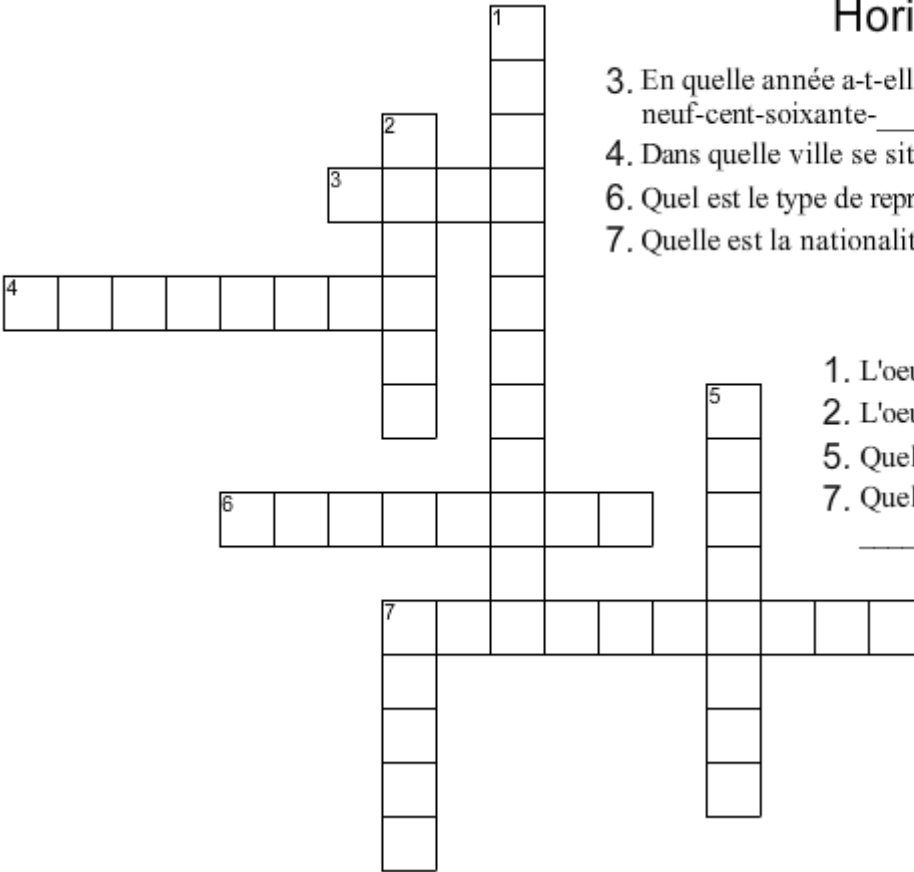 1
2
3
4
5
6
7
Hori
3. En quelle année a-t-ell
neuf-cent-soixante-___
4. Dans quelle ville se sit
6. Quel est le type de repr
7. Quelle est la nationalit
1. L'oeu
2. L'oeu
5. Quel
7. Quel
____